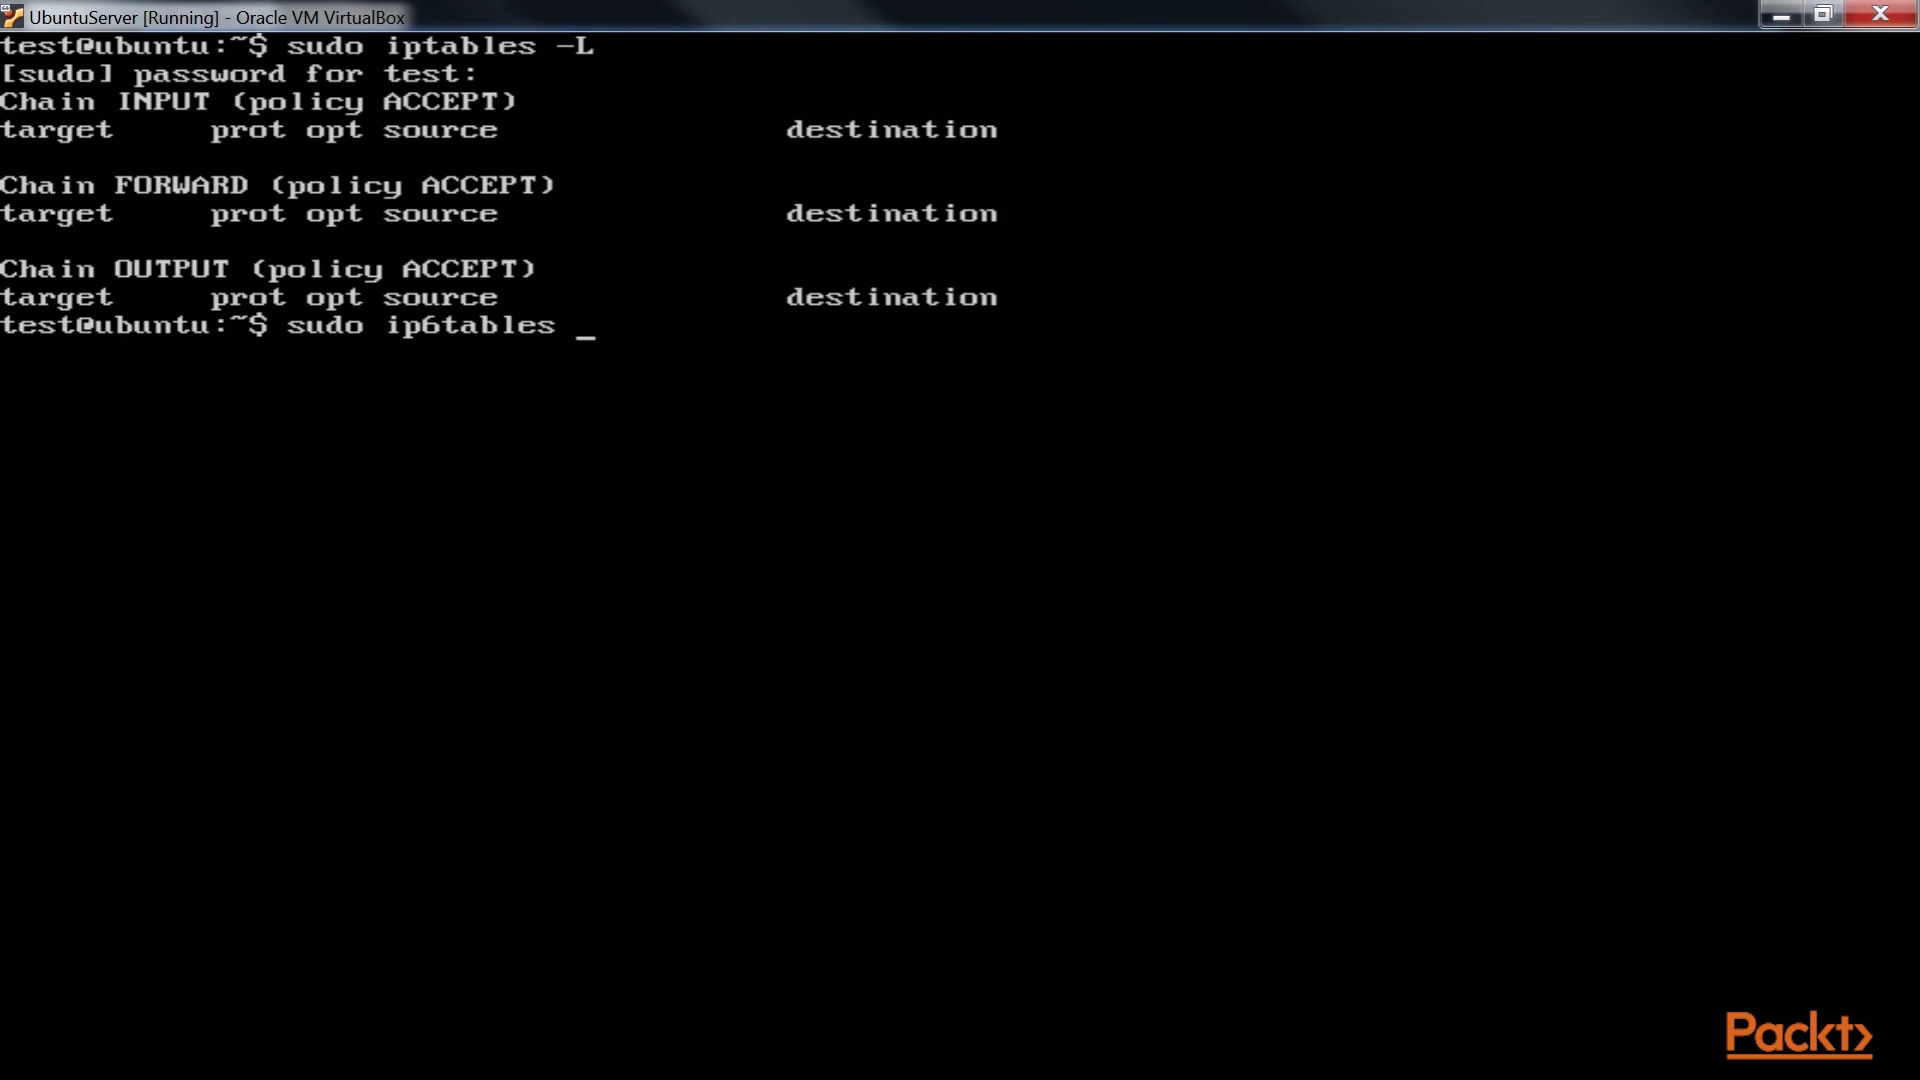 UbuntuServer [Running] - Oracle VM VirtualBox
test@ubuntu:~$ sudo iptables -L
[sudo] password for test:
Chain INPUT (policy ACCEPT)
target     prot opt source               destination

Chain FORWARD (policy ACCEPT)
target     prot opt source               destination

Chain OUTPUT (policy ACCEPT)
target     prot opt source               destination
test@ubuntu:~$ sudo ip6tables _
Packt>